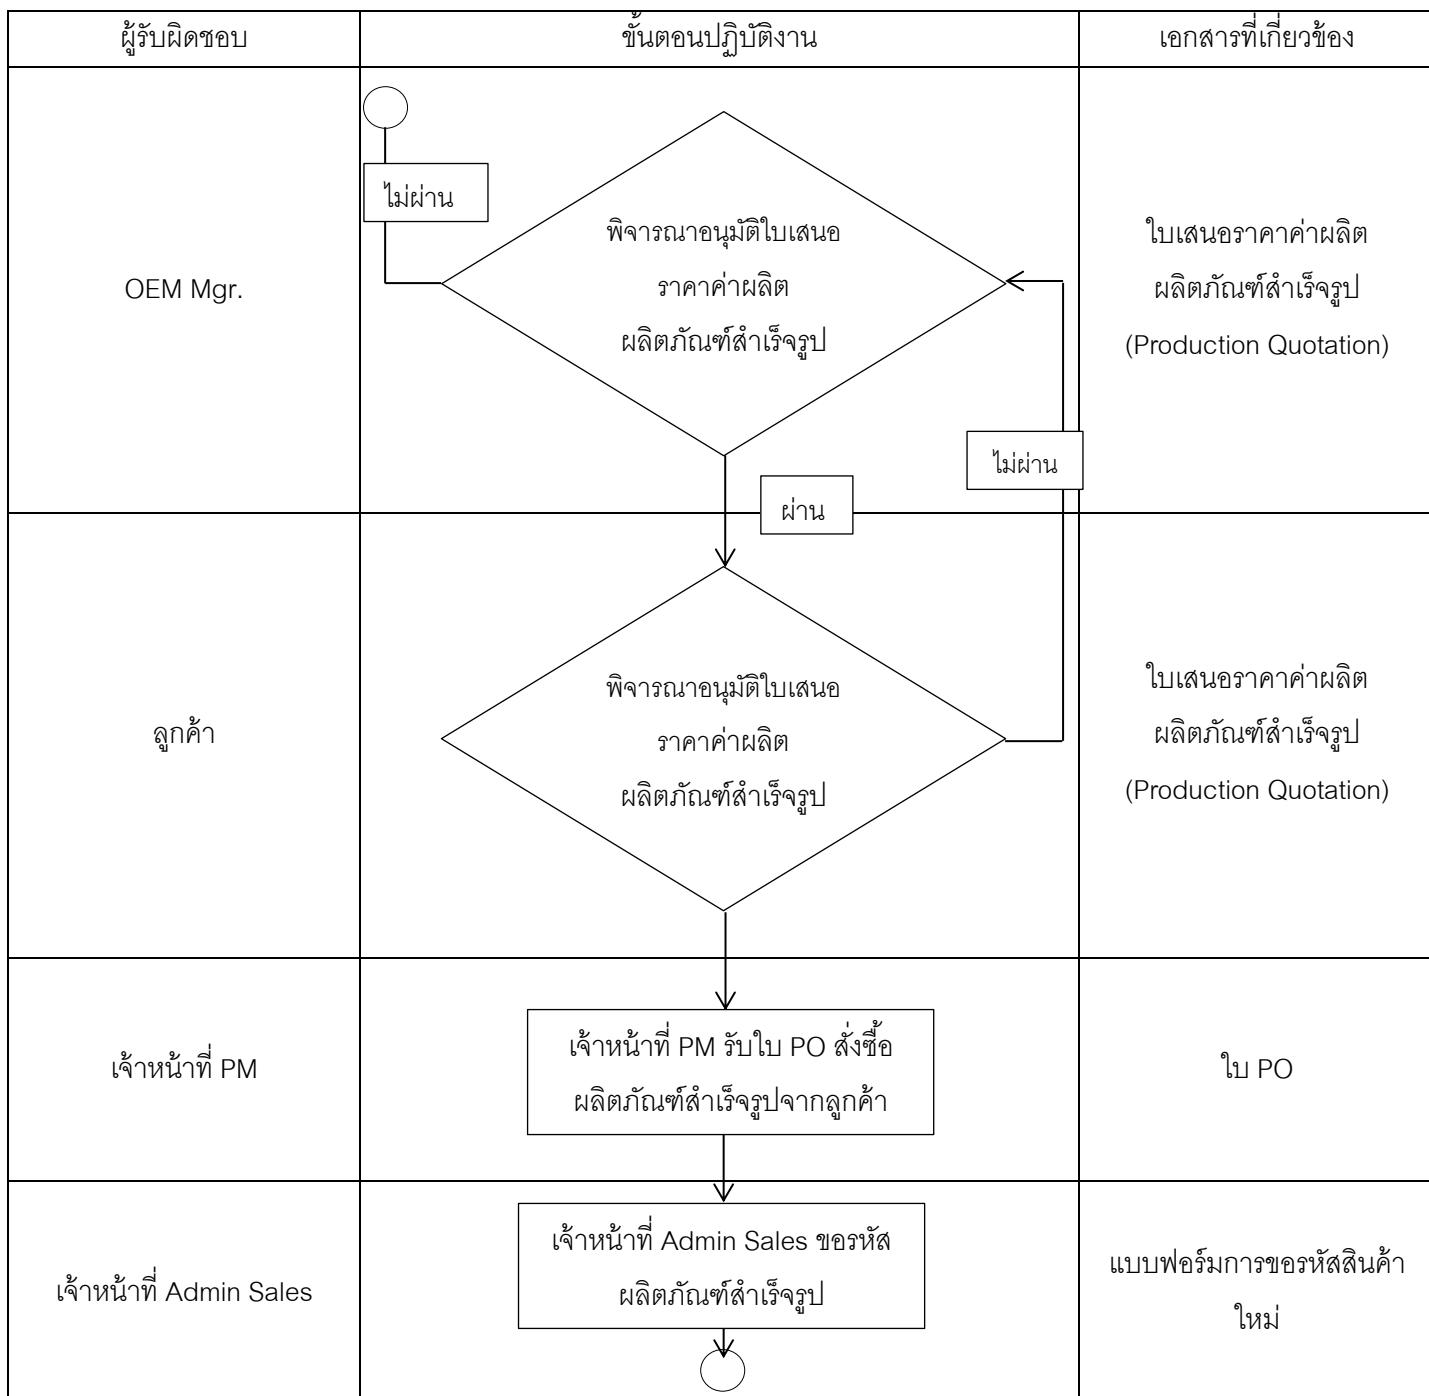 ผู้รับผิดชอบ
ขั้นตอนปฏิบัติงาน
เอกสารที่เกี่ยวข้อง
ไม่ผ่าน
OEM Mgr.
พิจารณาอนุมัติใบเสนอ
ราคาค่าผลิต
ผลิตภัณฑ์สำเร็จรูป
ใบเสนอราคาค่าผลิต
ผลิตภัณฑ์สำเร็จรูป
(Production Quotation)
ไม่ผ่าน
ผ่าน
ลูกค้า
พิจารณาอนุมัติใบเสนอ
ราคาค่าผลิต
ผลิตภัณฑ์สำเร็จรูป
ใบเสนอราคาค่าผลิต
ผลิตภัณฑ์สำเร็จรูป
(Production Quotation)
เจ้าหน้าที่ PM
เจ้าหน้าที่ PM รับใบ PO สั่งซื้อ
ผลิตภัณฑ์สำเร็จรูปจากลูกค้า
ใบ PO
เจ้าหน้าที่ Admin Sales
เจ้าหน้าที่ Admin Sales ขอรหัส
ผลิตภัณฑ์สำเร็จรูป
แบบฟอร์มการขอรหัสสินค้า
ใหม่